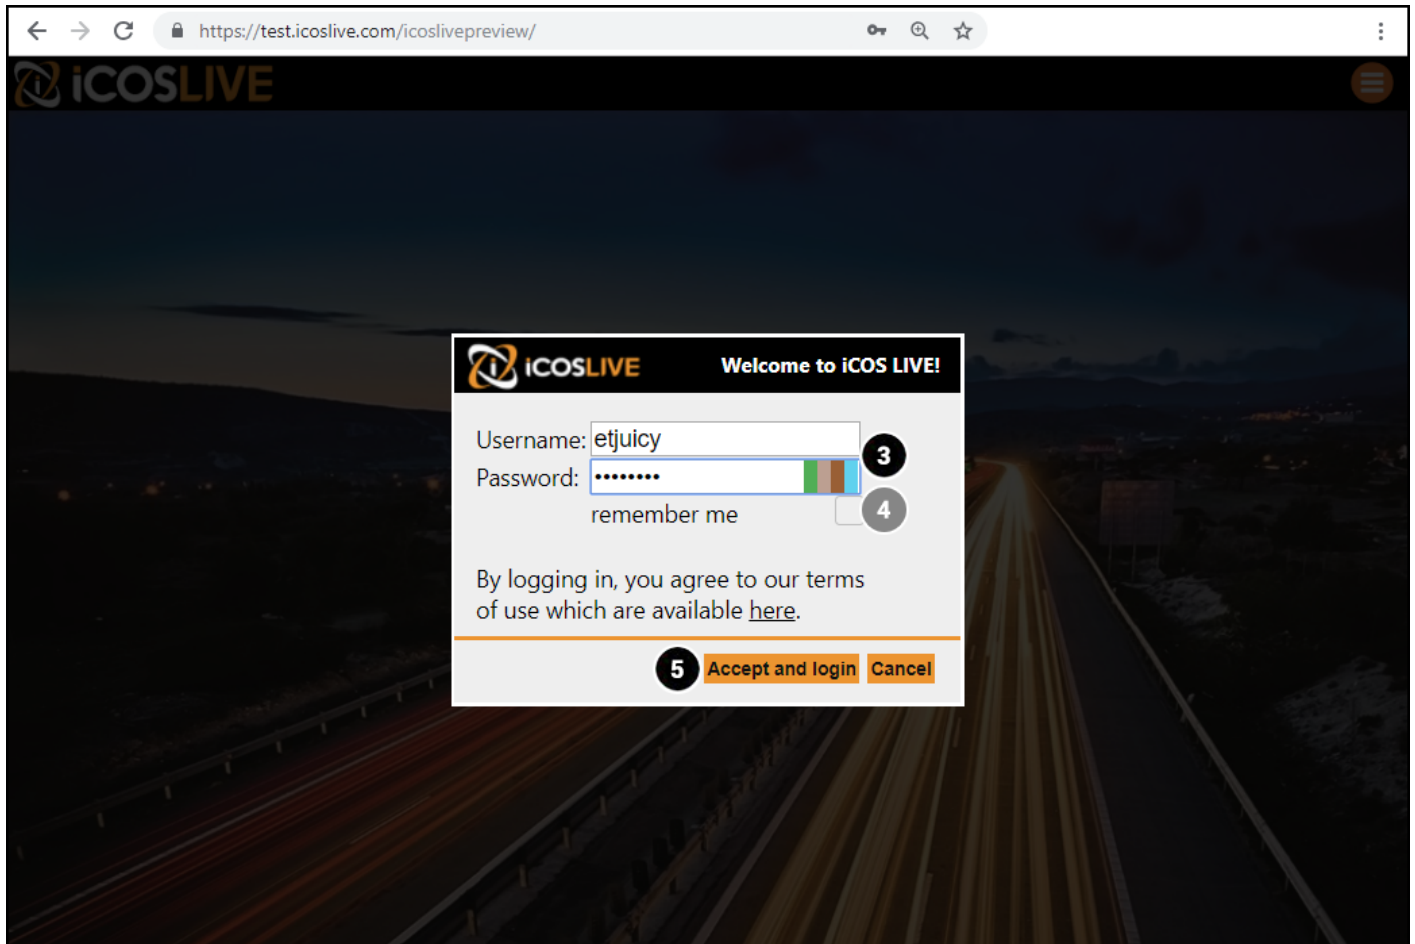 https://test.icoslive.com/icoslivepreview/
iCOSLIVE
iCOSLIVE Welcome to iCOS LIVE!
Username: etjuicy
3
Password: ••••••••
remember me 4
By logging in, you agree to our terms
of use which are available here.
5 Accept and login Cancel